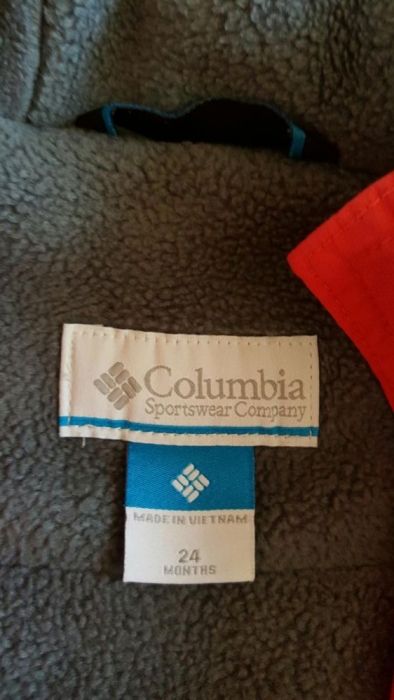 Columbia
Sportswear Company
MADE IN VIETNAM
24
MONTHS